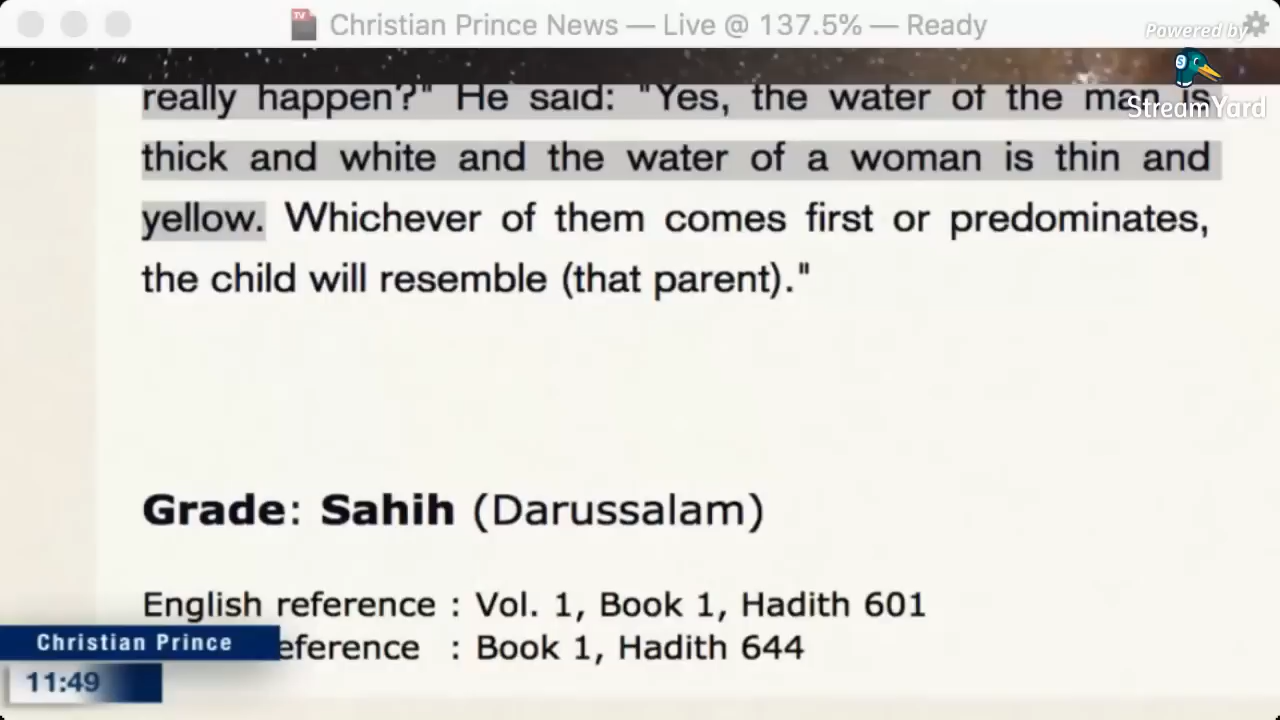 Christian Prince News — Live @ 137.5% — Ready
Powered by
StreamYard
really happen?" He said: "Yes, the water of the man is
thick and white and the water of a woman is thin and
yellow. Whichever of them comes first or predominates,
the child will resemble (that parent)."
Grade: Sahih (Darussalam)
English reference : Vol. 1, Book 1, Hadith 601
eference : Book 1, Hadith 644
Christian Prince
11:49